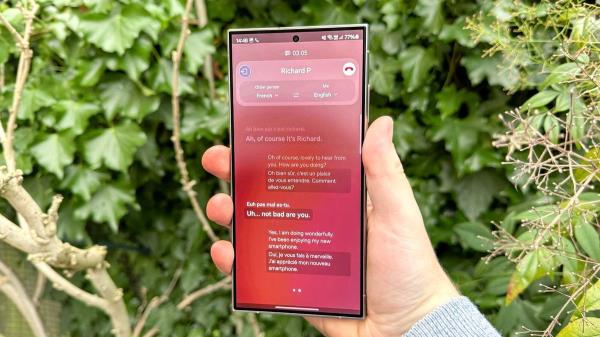 14:46
77%
03:05
Richard P
Other person
Me
French
English
Eh bien
c'est Richard.
Ah, of course it's Richard.
Oh of course, lovely to hear from
you. How are you doing?
Oh bien sûr, c'est un plaisir
de vous entendre. Comment
allez-vous?
Euh pas mal es-tu.
Uh... not bad are you.
Yes, I am doing wonderfully.
I've been enjoying my new
smartphone.
Oui, je vous fais à merveille.
J'ai apprécié mon nouveau
smartphone.